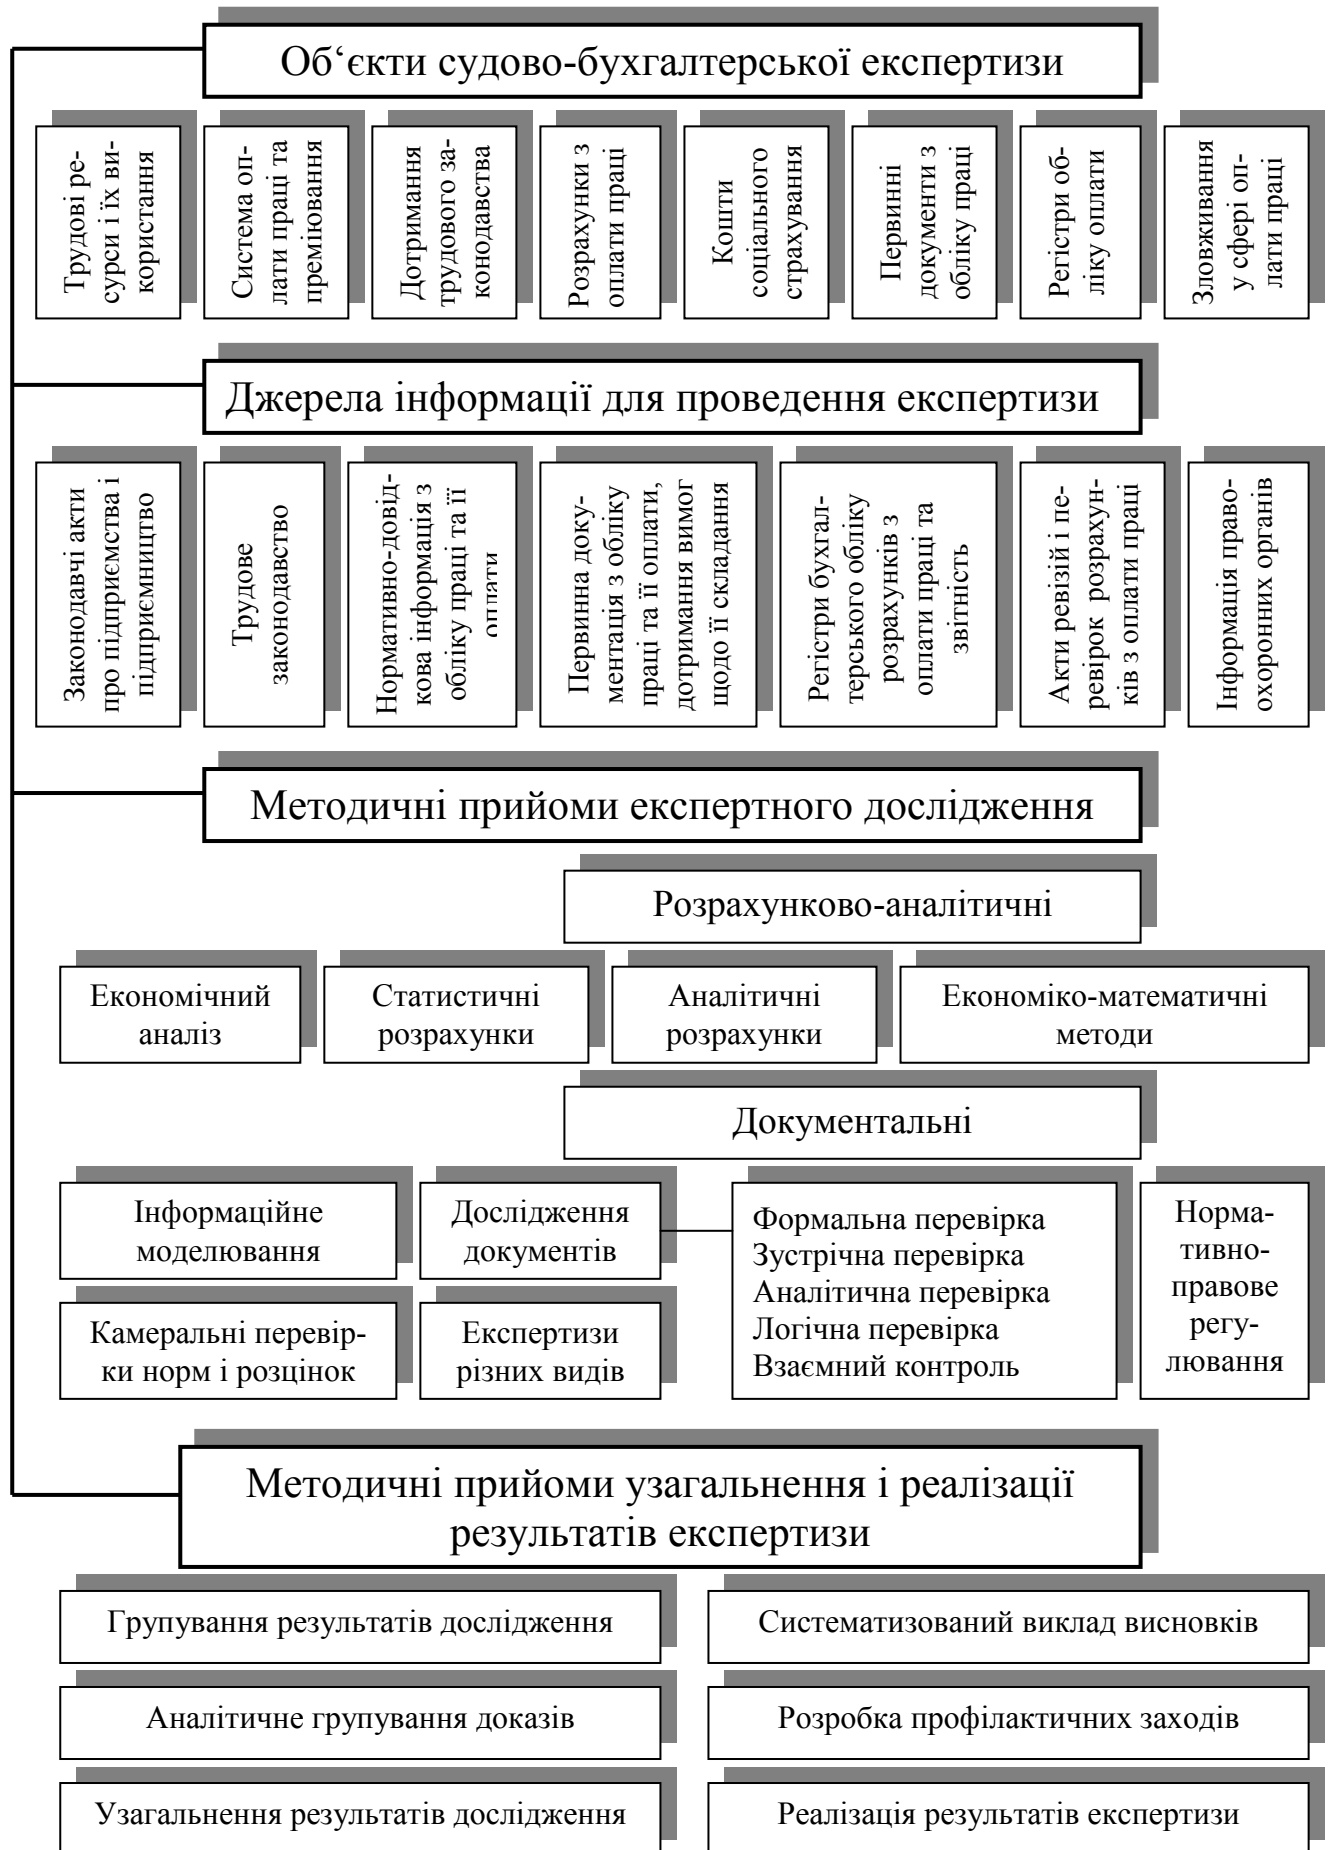 Об‘єкти судово-бухгалтерської експертизи
Трудові ре-
сурси і їх ви-
користання
Система оп-
лати праці та
преміювання
Дотримання
трудового за-
конодавства
Розрахунки з
оплати праці
Кошти
соціального
страхування
Первинні
документи з
обліку праці
Регістри об-
ліку оплати
Зловживання
у сфері оп-
лати праці
Джерела інформації для проведення експертизи
Законодавчі акти
про підприємства і
підприємництво
Трудове
законодавство
Нормативно-довід-
кова інформація з
обліку праці та її
оплати
Первинна доку-
ментація з обліку
праці та її оплати,
дотримання вимог
щодо її складання
Регістри бухгал-
терського обліку
розрахунків з
оплати праці та
звітність
Акти ревізій і пе-
ревірок розрахун-
ків з оплати праці
Інформація право-
охоронних органів
Методичні прийоми експертного дослідження
Розрахунково-аналітичні
Економічний
аналіз
Статистичні
розрахунки
Аналітичні
розрахунки
Економіко-математичні
методи
Документальні
Інформаційне
моделювання
Дослідження
документів
Формальна перевірка
Зустрічна перевірка
Аналітична перевірка
Логічна перевірка
Взаємний контроль
Норма-
тивно-
правове
регу-
лювання
Камеральні перевір-
ки норм і розцінок
Експертизи
різних видів
Методичні прийоми узагальнення і реалізації
результатів експертизи
Групування результатів дослідження
Систематизований виклад висновків
Аналітичне групування доказів
Розробка профілактичних заходів
Узагальнення результатів дослідження
Реалізація результатів експертизи